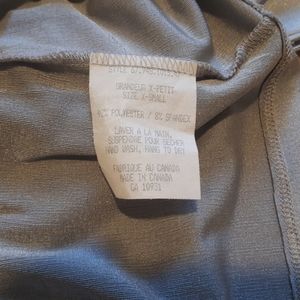 GRANDEUR X-PETIT
SIZE X-SMALL
POLYESTER / 8% SPANDEX
LAVER A LA MAIN,
SUSPENDRE POUR SECHER
HAND WASH, HANG TO DRY
FABRIQUE AU CANADA
MADE IN CANADA
CA 10931